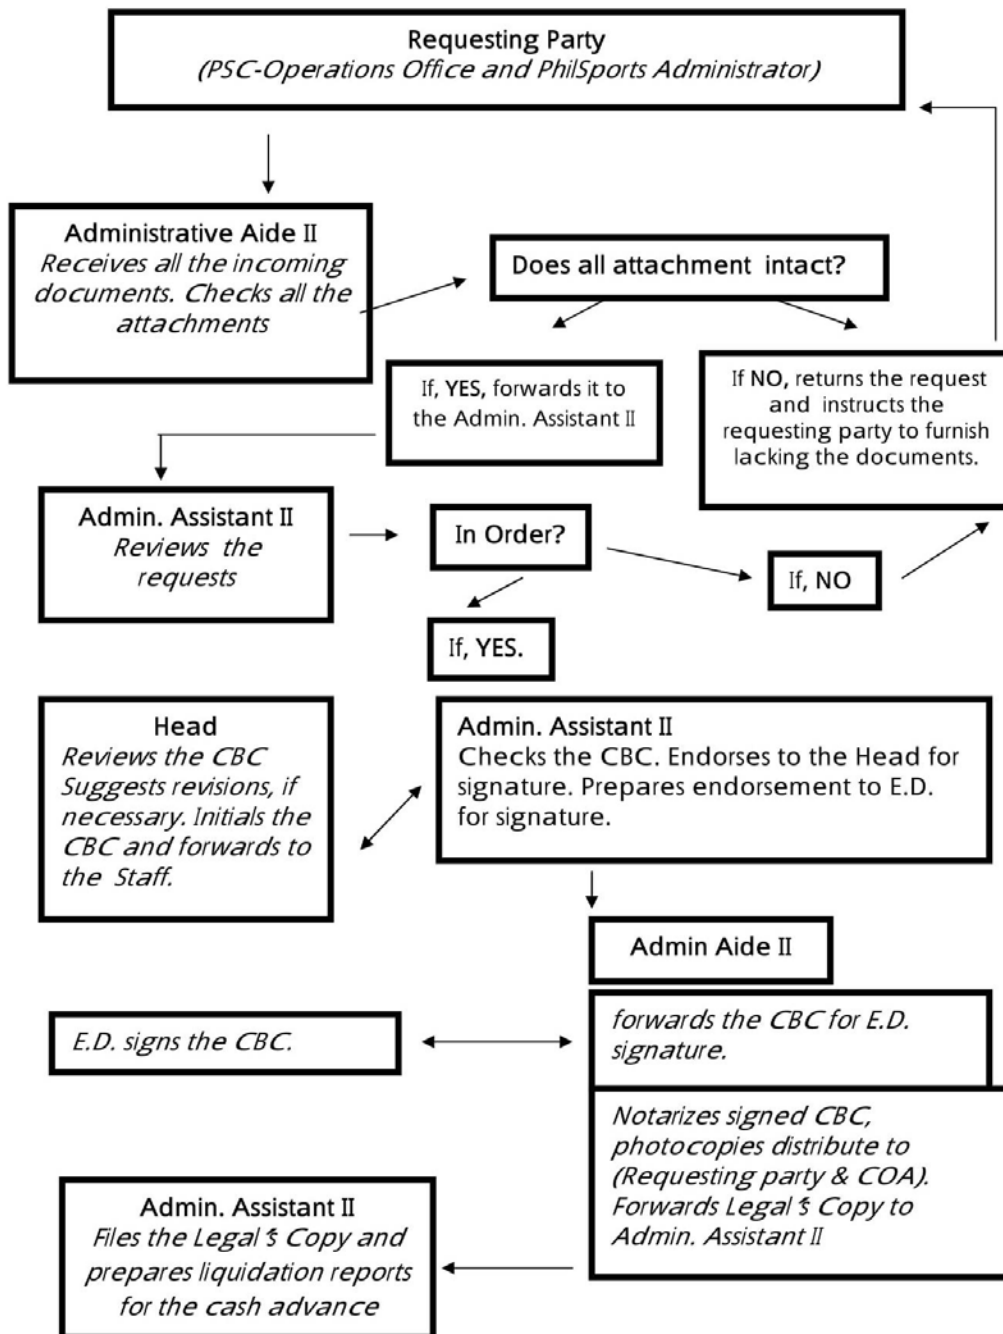 Requesting Party
(PSC-Operations Office and PhilSports Administrator)
Administrative Aide II
Receives all the incoming
documents. Checks all the
attachments
Does all attachment intact?
If, YES, forwards it to
the Admin. Assistant II
If NO, returns the request
and instructs the
requesting party to furnish
lacking the documents.
Admin. Assistant II
Reviews the
requests
In Order?
If, NO
If, YES.
Head
Reviews the CBC
Suggests revisions, if
necessary. Initials the
CBC and forwards to
the Staff.
Admin. Assistant II
Checks the CBC. Endorses to the Head for
signature. Prepares endorsement to E.D.
for signature.
Admin Aide II
forwards the CBC for E.D.
signature.
E.D. signs the CBC.
Notarizes signed CBC,
photocopies distribute to
(Requesting party & COA).
Forwards Legal's Copy to
Admin. Assistant II
Admin. Assistant II
Files the Legal's Copy and
prepares liquidation reports
for the cash advance